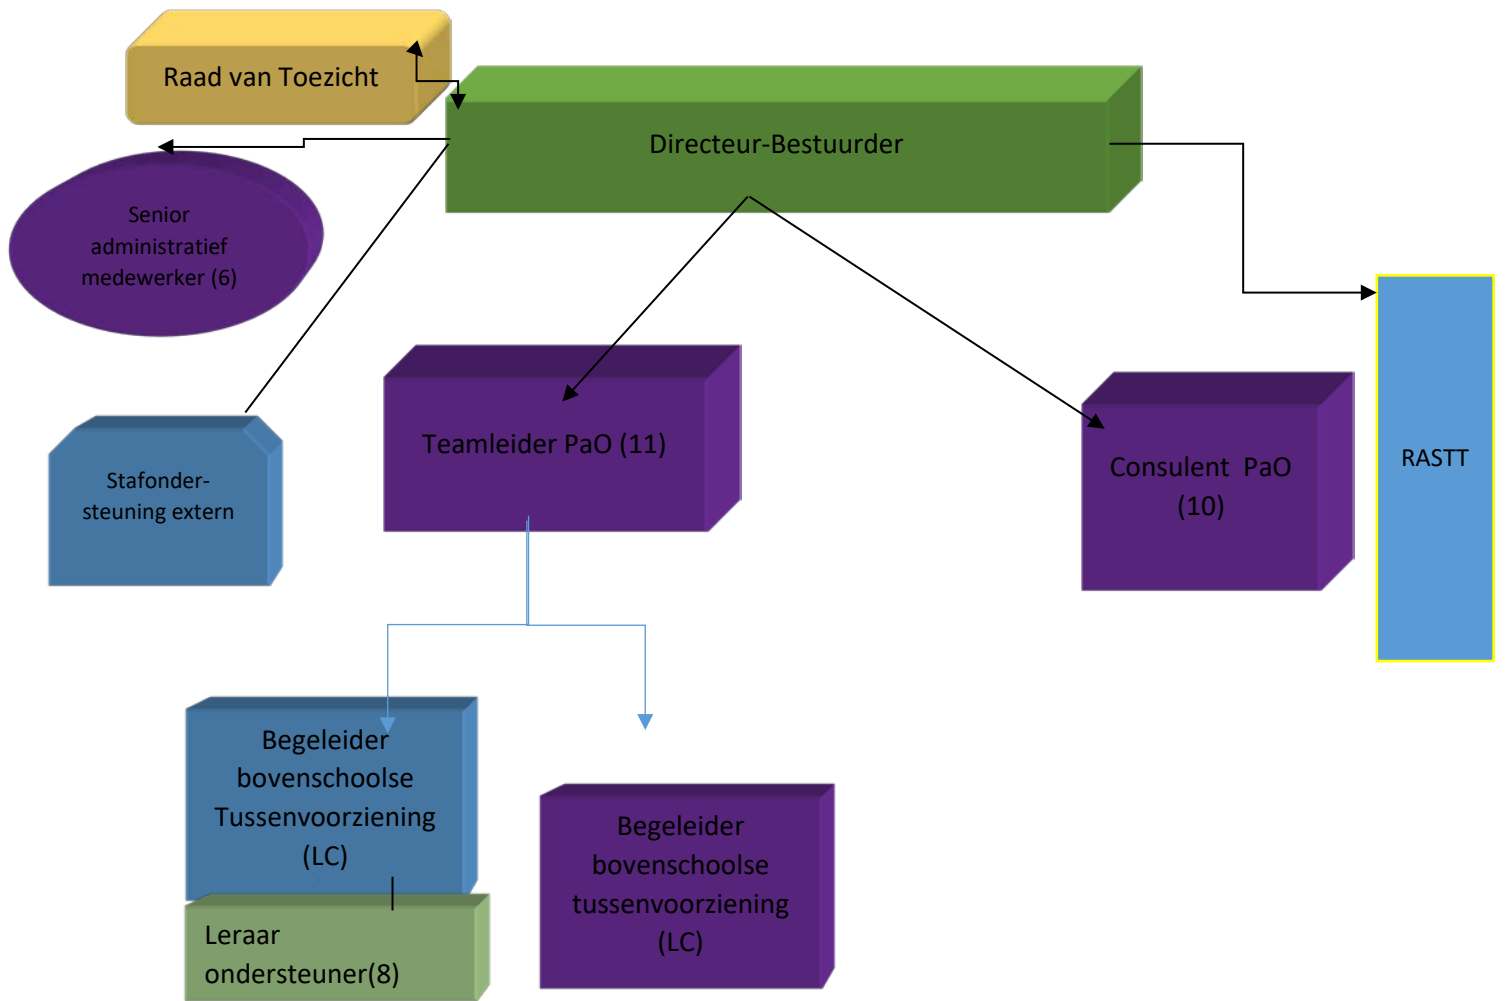 Raad van Toezicht
Directeur-Bestuurder
Senior
administratief
medewerker (6)
Stafonder-
steuning extern
Teamleider PaO (11)
Consulent PaO
(10)
RASTT
Begeleider
bovenschoolse
Tussenvoorziening
(LC)
Begeleider
bovenschoolse
tussenvoorziening
(LC)
Leraar
ondersteuner(8)